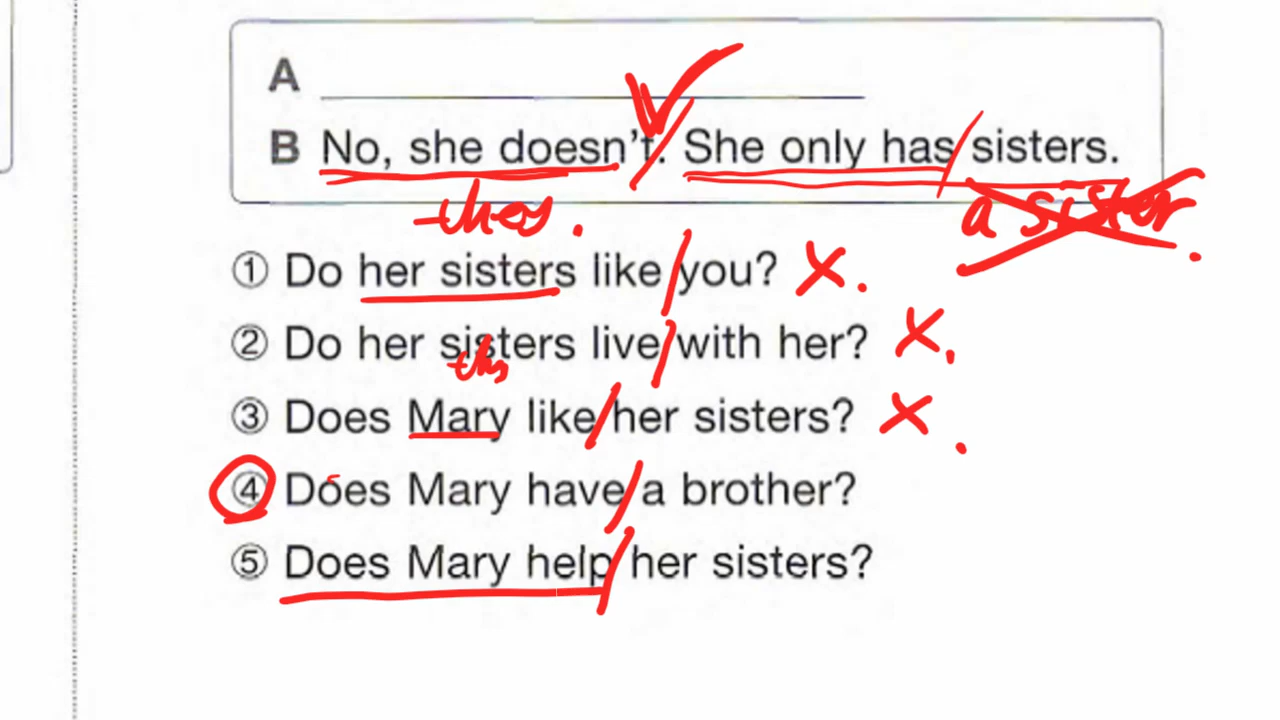 A
B No, she doesn't. She only has sisters.
they. a sister.
① Do her sisters like you? X.
② Do her sisters live with her? X.
③ Does Mary like her sisters? X.
④ Does Mary have a brother?
⑤ Does Mary help her sisters?